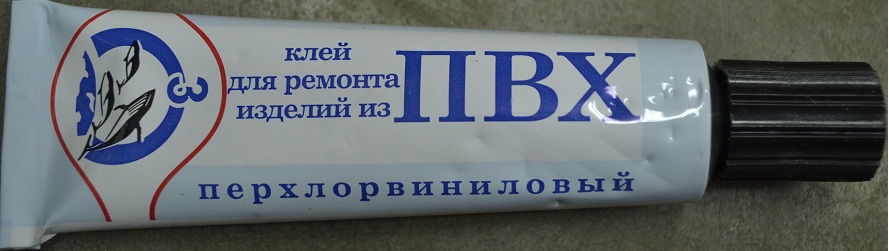 клей
для ремонта
изделий из
ПВХ
перхлорвиниловый